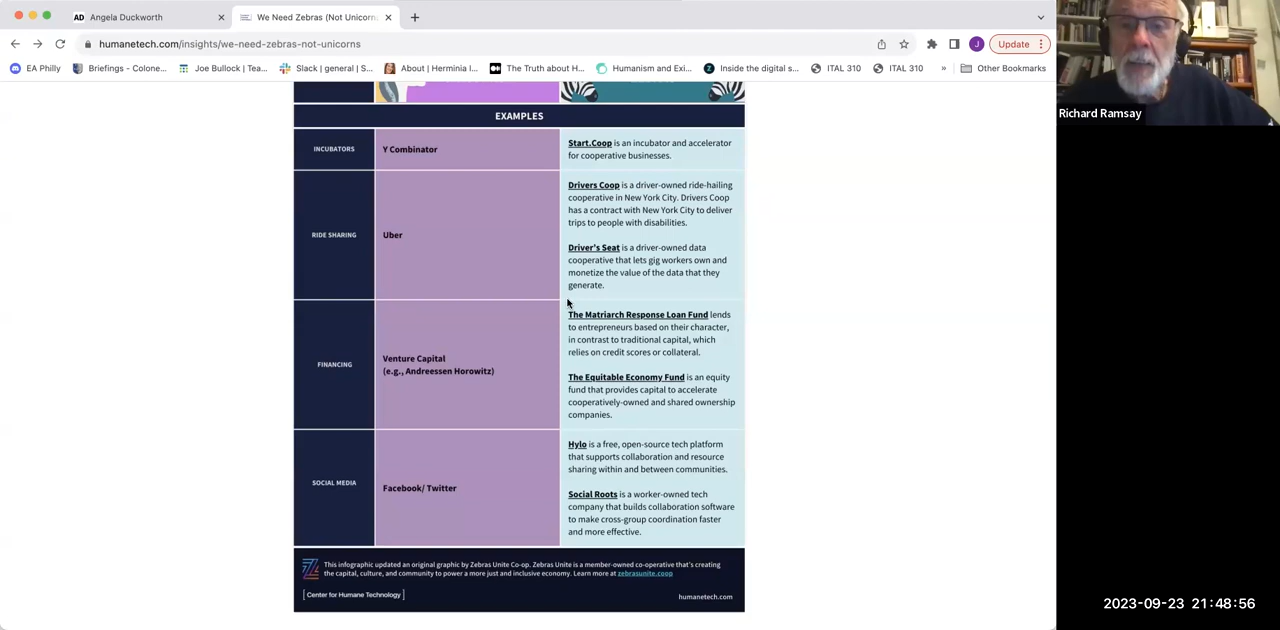 Angela Duckworth
We Need Zebras (Not Unicorn
humanetech.com/insights/we-need-zebras-not-unicorns
J
Update
EA Philly
Briefings - Colone...
Joe Bullock | Tea...
Slack | general | S...
About | Herminia I...
The Truth about H...
Humanism and Exi...
Inside the digital s...
ITAL 310
ITAL 310
»
Other Bookmarks
Richard Ramsay
EXAMPLES
INCUBATORS
Y Combinator
Start.Coop is an incubator and accelerator
for cooperative businesses.
RIDE SHARING
Uber
Drivers Coop is a driver-owned ride-hailing
cooperative in New York City. Drivers Coop
has a contract with New York City to deliver
trips to people with disabilities.
Driver's Seat is a driver-owned data
cooperative that lets gig workers own and
monetize the value of the data that they
generate.
FINANCING
Venture Capital
(e.g., Andreessen Horowitz)
The Matriarch Response Loan Fund lends
to entrepreneurs based on their character,
in contrast to traditional capital, which
relies on credit scores or collateral.
The Equitable Economy Fund is an equity
fund that provides capital to accelerate
cooperatively-owned and shared ownership
companies.
SOCIAL MEDIA
Facebook/ Twitter
Hylo is a free, open-source tech platform
that supports collaboration and resource
sharing within and between communities.
Social Roots is a worker-owned tech
company that builds collaboration software
to make cross-group coordination faster
and more effective.
This infographic updated an original graphic by Zebras Unite Co-op. Zebras Unite is a member-owned co-operative that's creating
the capital, culture, and community to power a more just and inclusive economy. Learn more at zebrasunite.coop
[ Center for Humane Technology ]
humanetech.com
2023-09-23 21:48:56